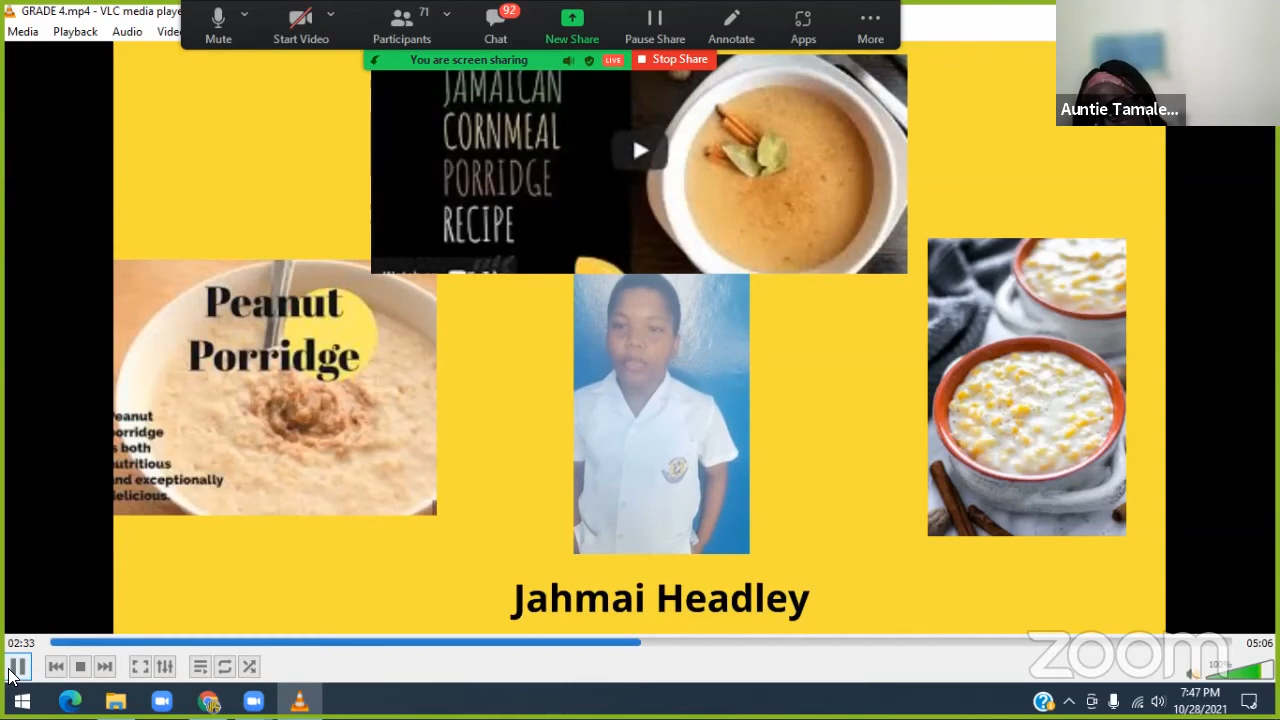 GRADE 4.mp4 - VLC media playe
Media Playback Audio Vide
Mute
Start Video
71
Participants
92
Chat
New Share
Pause Share
Annotate
Apps
More
You are screen sharing
LIVE
Stop Share
Auntie Tamale...
JAMAICAN
CORNMEAL
PORRIDGE
RECIPE
Peanut
Porridge
eanut
orridge
s both
utritious
nd exceptionally
elicious.
Jahmai Headley
02:33
05:06
zoom
100%
7:47 PM
10/28/2021